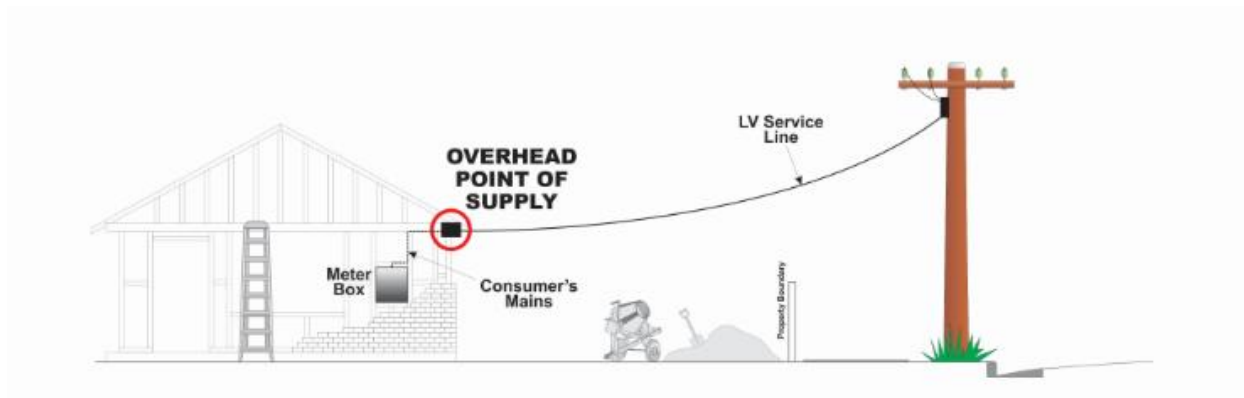 OVERHEAD
POINT OF
SUPPLY
LV Service
Line
Meter
Box
Consumer's
Mains
Property Boundary